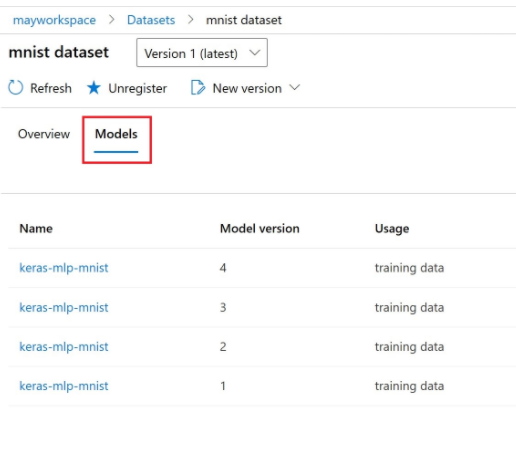 mayworkspace > Datasets > mnist dataset
mnist dataset Version 1 (latest)
Refresh Unregister New version
Overview Models
Name Model version Usage
keras-mlp-mnist 4 training data
keras-mlp-mnist 3 training data
keras-mlp-mnist 2 training data
keras-mlp-mnist 1 training data